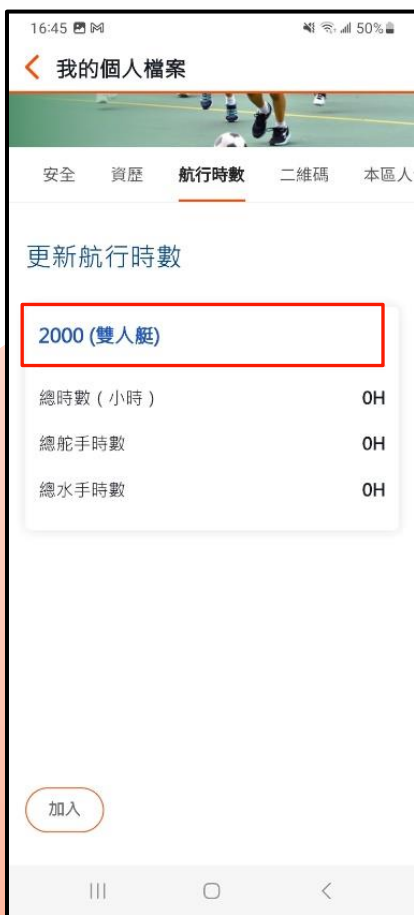 16:45 50%
我的個人檔案
安全 資歷 航行時數 二維碼 本區人
更新航行時數
2000 (雙人艇)
總時數 ( 小時 ) 0H
總舵手時數 0H
總水手時數 0H
加入